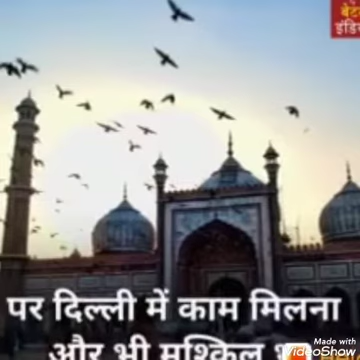 बेट
इंडि
पर दिल्ली में काम मिलना
और भी मुश्किल
Made with
VideoShow